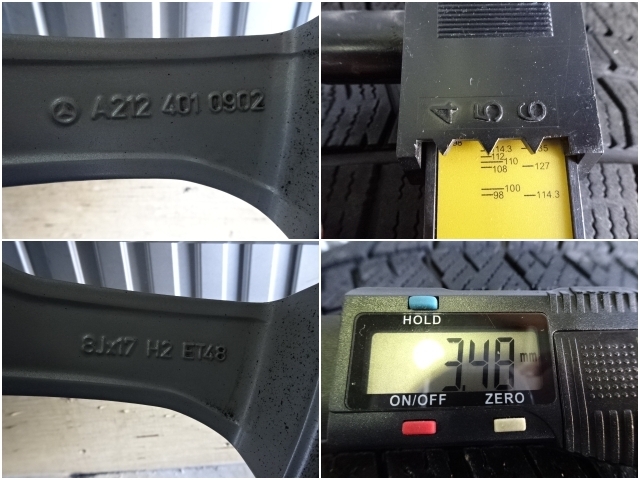 A212 401 0902
4 5 6
114.3
112
110
108
127
100
98
114.3
8Jx17 H2 ET48
HOLD
3.48 mm
ON/OFF ZERO